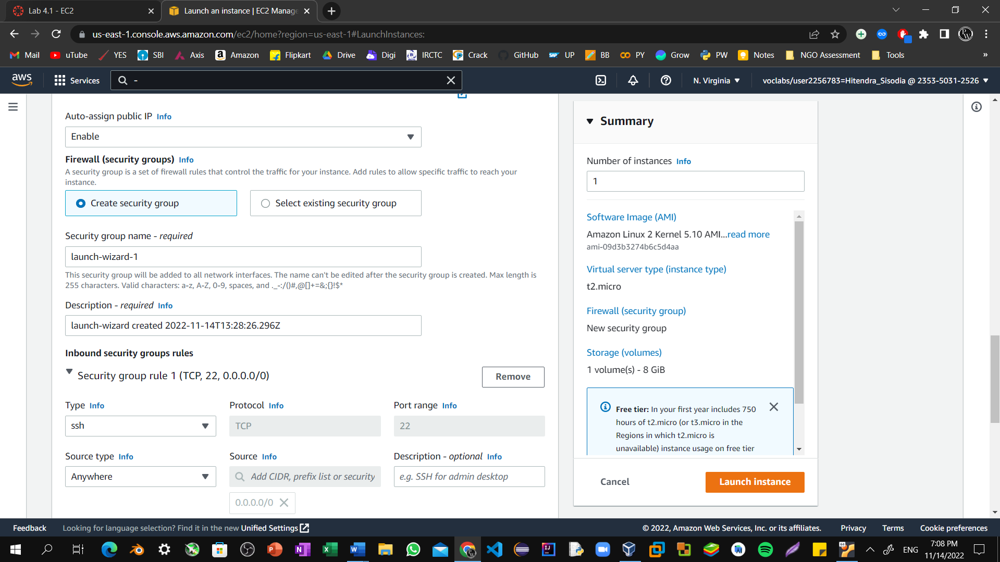 Lab 4.1 - EC2
Launch an instance | EC2 Manage
us-east-1.console.aws.amazon.com/ec2/home?region=us-east-1#LaunchInstances:
Mail uTube YES SBI Axis Amazon Flipkart Drive Digi IRCTC Crack GitHub UP BB PY Grow PW Notes NGO Assessment Tools »
aws Services - N. Virginia voclabs/user2256783=Hitendra_Sisodia @ 2353-5031-2526
Auto-assign public IP Info
Enable
Firewall (security groups) Info
A security group is a set of firewall rules that control the traffic for your instance. Add rules to allow specific traffic to reach your
instance.
Create security group
Select existing security group
Security group name - required
launch-wizard-1
This security group will be added to all network interfaces. The name can't be edited after the security group is created. Max length is
255 characters. Valid characters: a-z, A-Z, 0-9, spaces, and ._-:/()#,@[]+=&;{}!$*
Description - required Info
launch-wizard created 2022-11-14T13:28:26.296Z
Inbound security groups rules
Security group rule 1 (TCP, 22, 0.0.0.0/0)
Remove
Type Info
Protocol Info
Port range Info
ssh
TCP
22
Source type Info
Source Info
Description - optional Info
Anywhere
Add CIDR, prefix list or security
e.g. SSH for admin desktop
0.0.0.0/0
Summary
Number of instances Info
1
Software Image (AMI)
Amazon Linux 2 Kernel 5.10 AMI...read more
ami-09d3b3274b6c5d4aa
Virtual server type (instance type)
t2.micro
Firewall (security group)
New security group
Storage (volumes)
1 volume(s) - 8 GiB
Free tier: In your first year includes 750
hours of t2.micro (or t3.micro in the
Regions in which t2.micro is
unavailable) instance usage on free tier
Cancel
Launch instance
Feedback Looking for language selection? Find it in the new Unified Settings © 2022, Amazon Web Services, Inc. or its affiliates. Privacy Terms Cookie preferences
ENG
7:08 PM
11/14/2022